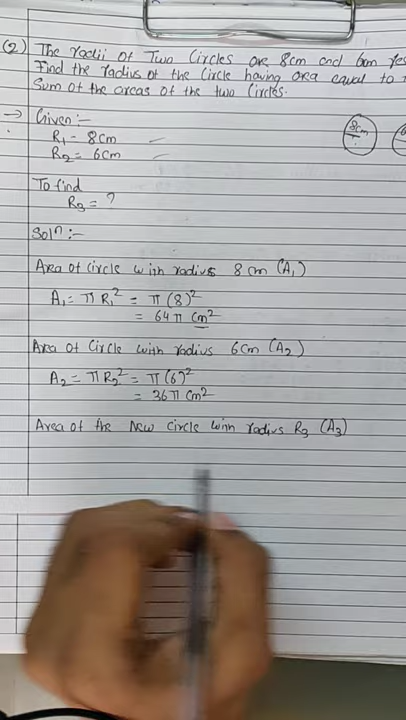 (2) The radii of Two Circles are 8cm and 6cm
Find the radius of the Circle having area equal to
Sum of the areas of the two Circles.
→ Given:-
R₁ - 8cm
R₂ = 6cm
8cm
To find
R₃ = ?
Solⁿ:-
Area of circle with radius 8 cm (A₁)
A₁ = π R₁² = π (8)²
= 64 π cm²
Area of Circle with radius 6cm (A₂)
A₂ = π R₂² = π (6)²
= 36 π cm²
Area of the New circle with radius R₃ (A₃)